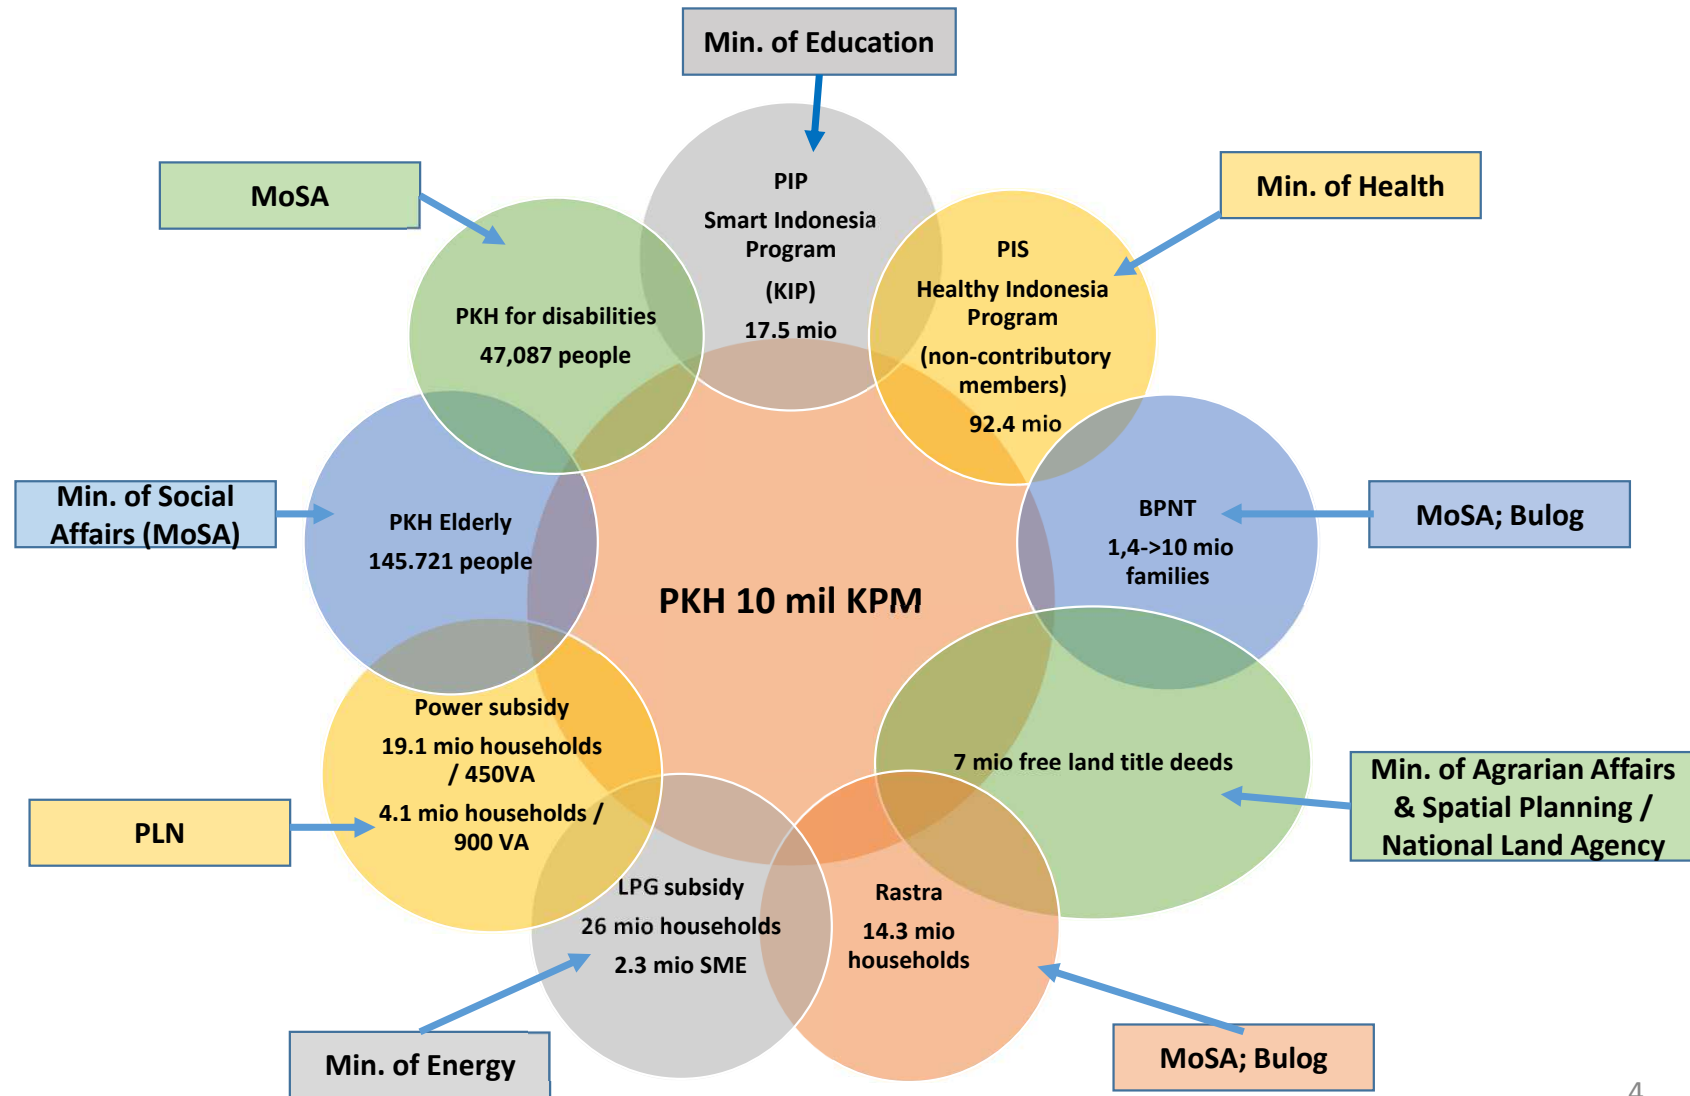 Min. of Education
MoSA
Min. of Health
PIP
Smart Indonesia
Program
(KIP)
17.5 mio
PIS
Healthy Indonesia
Program
(non-contributory
members)
92.4 mio
PKH for disabilities
47,087 people
Min. of Social
Affairs (MoSA)
PKH Elderly
145.721 people
BPNT
1,4->10 mio
families
MoSA; Bulog
PKH 10 mil KPM
Power subsidy
19.1 mio households
/ 450VA
4.1 mio households /
900 VA
PLN
7 mio free land title deeds
Min. of Agrarian Affairs
& Spatial Planning /
National Land Agency
LPG subsidy
26 mio households
2.3 mio SME
Rastra
14.3 mio
households
Min. of Energy
MoSA; Bulog
4